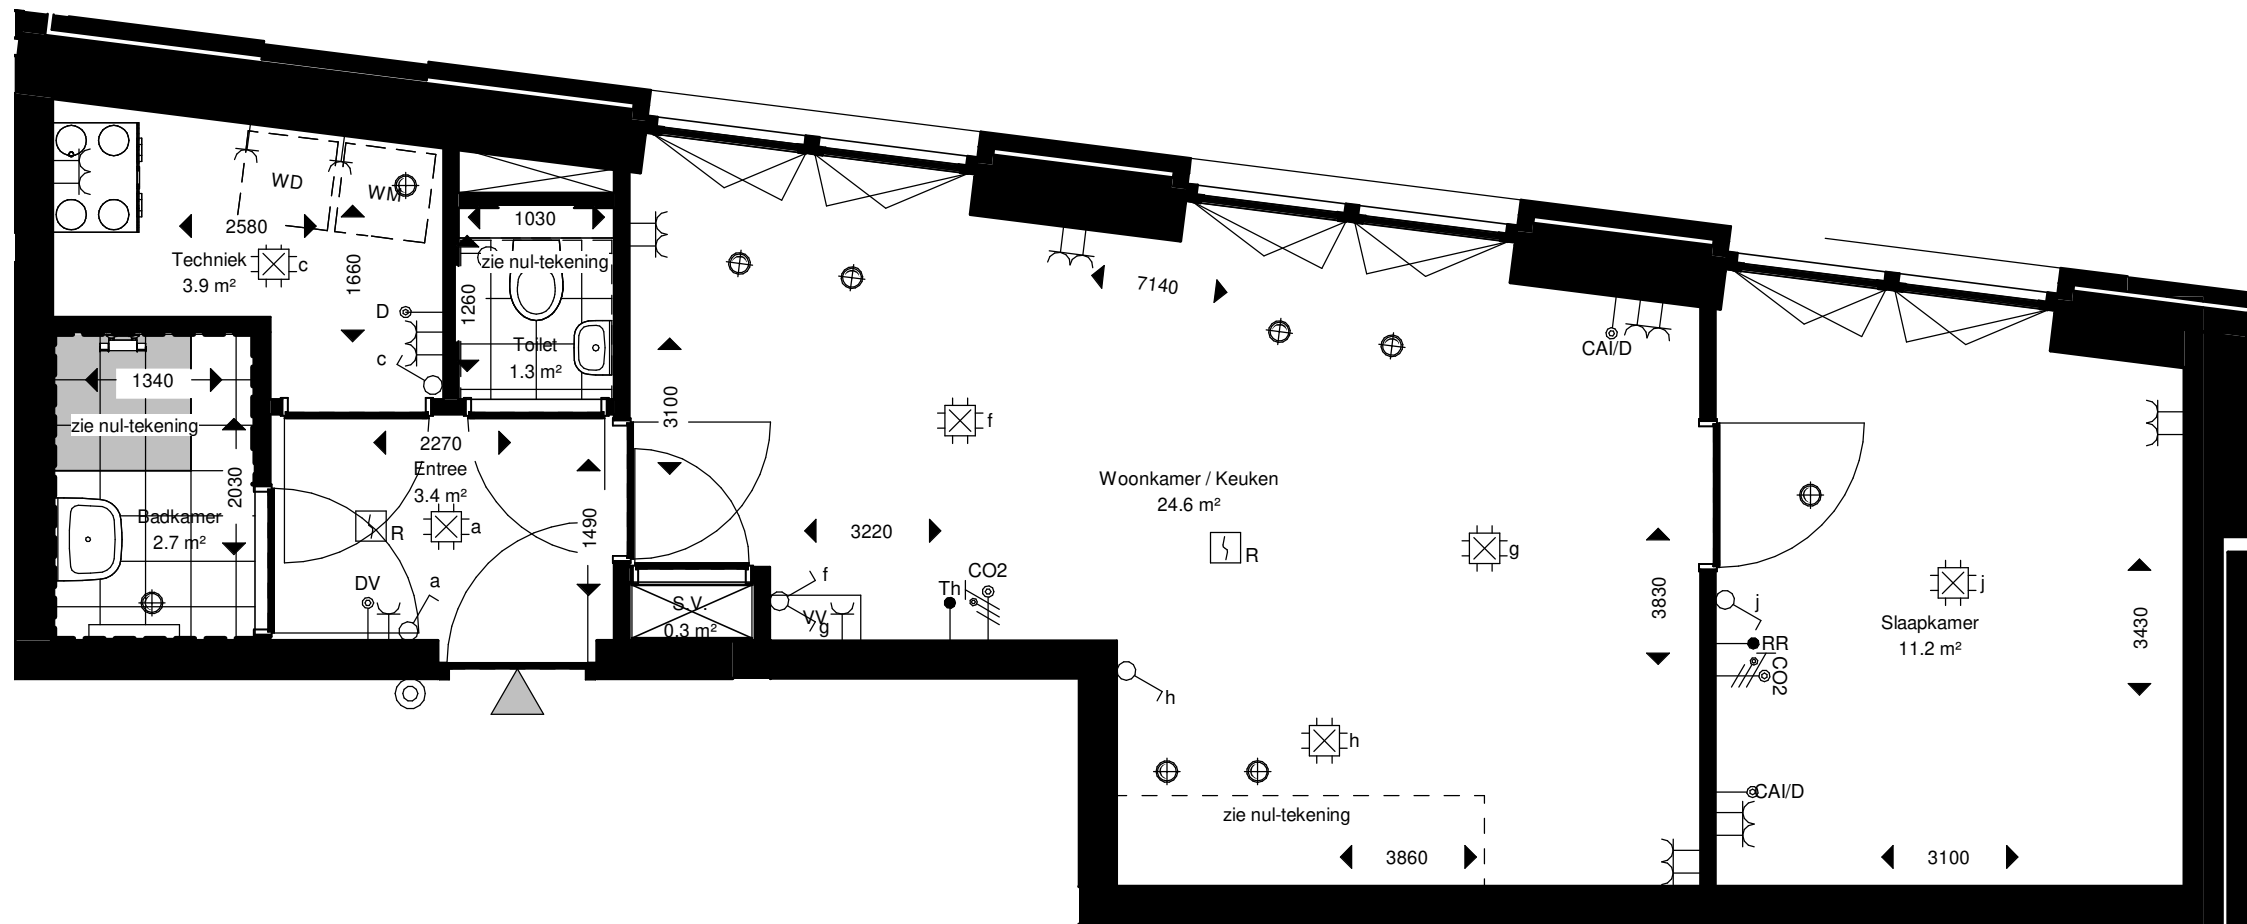 WD
WM
2580
Techniek
3.9 m²
c
1660
D
c
1030
zie nul-tekening
1260
Toilet
1.3 m²
1340
zie nul-tekening
2030
Badkamer
2.7 m²
2270
Entree
3.4 m²
R
a
1490
DV
a
3100
7140
CAI/D
f
Woonkamer / Keuken
24.6 m²
3220
R
g
S.V.
0.3 m²
f
VV
g
Th
CO2
h
h
zie nul-tekening
3860
3830
j
RR
CO2
j
Slaapkamer
11.2 m²
3430
CAI/D
3100